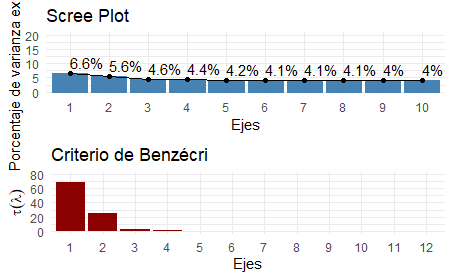 Scree Plot
Porcentaje de varianza ex
20
15
10
5
0
6.6% 5.6% 4.6% 4.4% 4.2% 4.1% 4.1% 4.1% 4% 4%
1 2 3 4 5 6 7 8 9 10
Ejes
Criterio de Benzécri
τ(λ)
80
60
40
20
0
1 2 3 4 5 6 7 8 9 10 11 12
Ejes